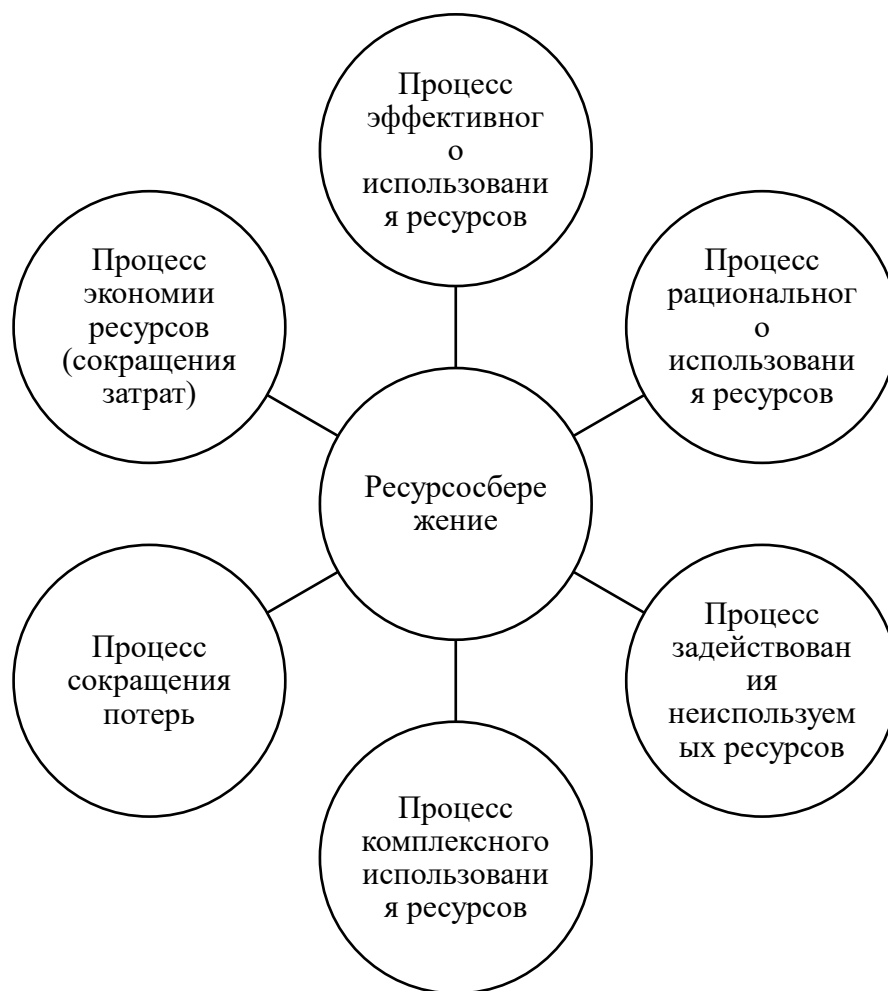 Процесс
эффективног
о
использовани
я ресурсов
Процесс
экономии
ресурсов
(сокращения
затрат)
Процесс
рациональног
о
использовани
я ресурсов
Ресурсосбере
жение
Процесс
сокращения
потерь
Процесс
задействован
ия
неиспользуем
ых ресурсов
Процесс
комплексного
использовани
я ресурсов